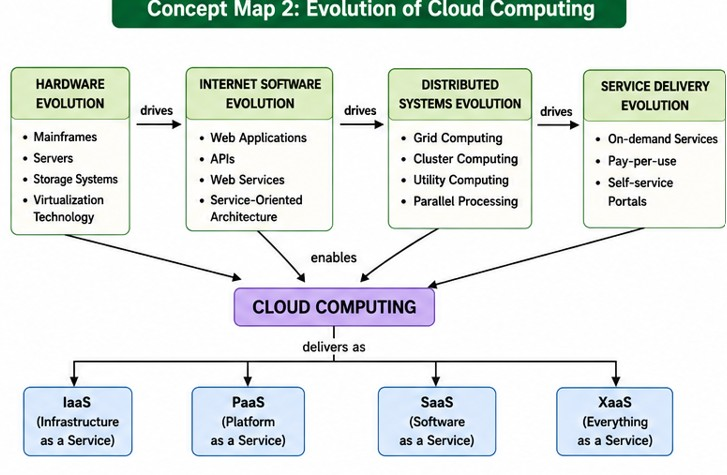 Concept Map 2: Evolution of Cloud Computing
HARDWARE
EVOLUTION
• Mainframes
• Servers
• Storage Systems
• Virtualization
Technology
drives
INTERNET SOFTWARE
EVOLUTION
• Web Applications
• APIs
• Web Services
• Service-Oriented
Architecture
drives
DISTRIBUTED
SYSTEMS EVOLUTION
• Grid Computing
• Cluster Computing
• Utility Computing
• Parallel Processing
drives
SERVICE DELIVERY
EVOLUTION
• On-demand Services
• Pay-per-use
• Self-service
Portals
enables
CLOUD COMPUTING
delivers as
IaaS
(Infrastructure
as a Service)
PaaS
(Platform
as a Service)
SaaS
(Software
as a Service)
XaaS
(Everything
as a Service)